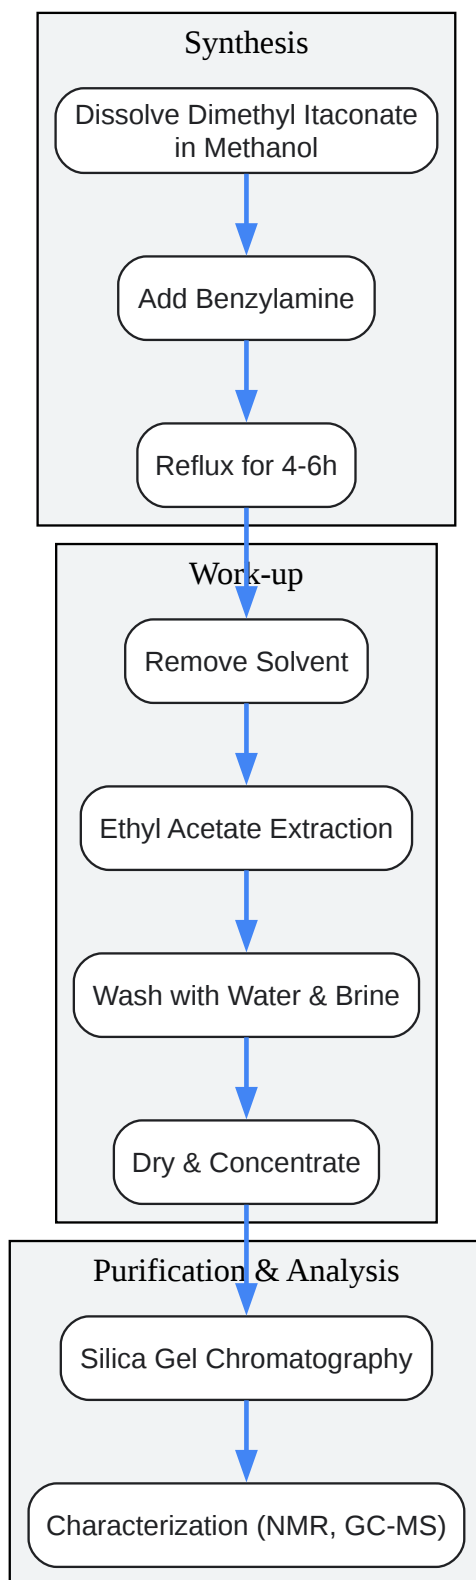 Synthesis
Dissolve Dimethyl Itaconate
in Methanol
Add Benzylamine
Reflux for 4-6h
Work-up
Remove Solvent
Ethyl Acetate Extraction
Wash with Water & Brine
Dry & Concentrate
Purification & Analysis
Silica Gel Chromatography
Characterization (NMR, GC-MS)